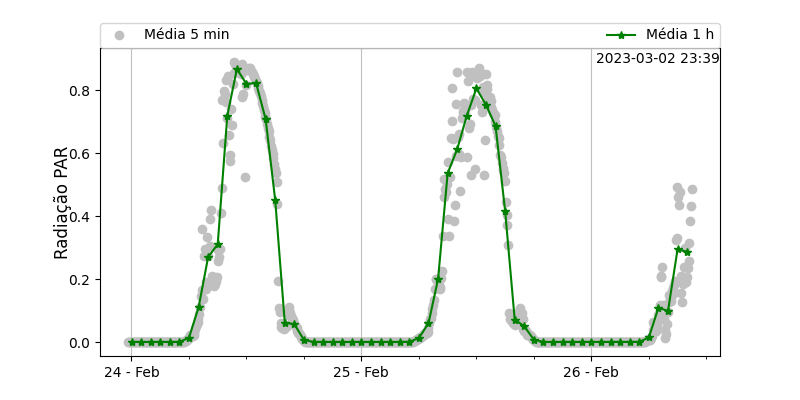 Média 5 min
Média 1 h
2023-03-02 23:39
Radiação PAR
0.8
0.6
0.4
0.2
0.0
24 - Feb
25 - Feb
26 - Feb